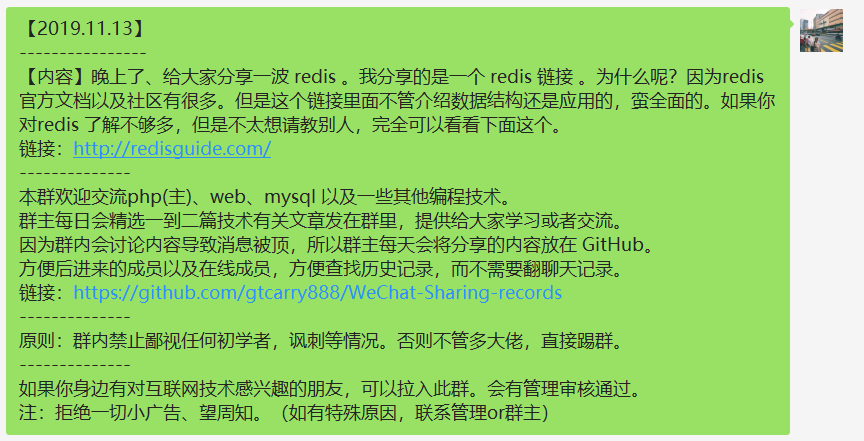 【2019.11.13】
----------------
【内容】晚上了、给大家分享一波 redis 。我分享的是一个 redis 链接 。为什么呢？因为redis
官方文档以及社区有很多。但是这个链接里面不管介绍数据结构还是应用的，蛮全面的。如果你
对redis 了解不够多，但是不太想请教别人，完全可以看看下面这个。
链接：http://redisguide.com/
--------------
本群欢迎交流php(主)、web、mysql 以及一些其他编程技术。
群主每日会精选一到二篇技术有关文章发在群里，提供给大家学习或者交流。
因为群内会讨论内容导致消息被顶，所以群主每天会将分享的内容放在 GitHub。
方便后进来的成员以及在线成员，方便查找历史记录，而不需要翻聊天记录。
链接：https://github.com/gtcarry888/WeChat-Sharing-records
--------------
原则：群内禁止鄙视任何初学者，讽刺等情况。否则不管多大佬，直接踢群。
--------------
如果你身边有对互联网技术感兴趣的朋友，可以拉入此群。会有管理审核通过。
注：拒绝一切小广告、望周知。（如有特殊原因，联系管理or群主）